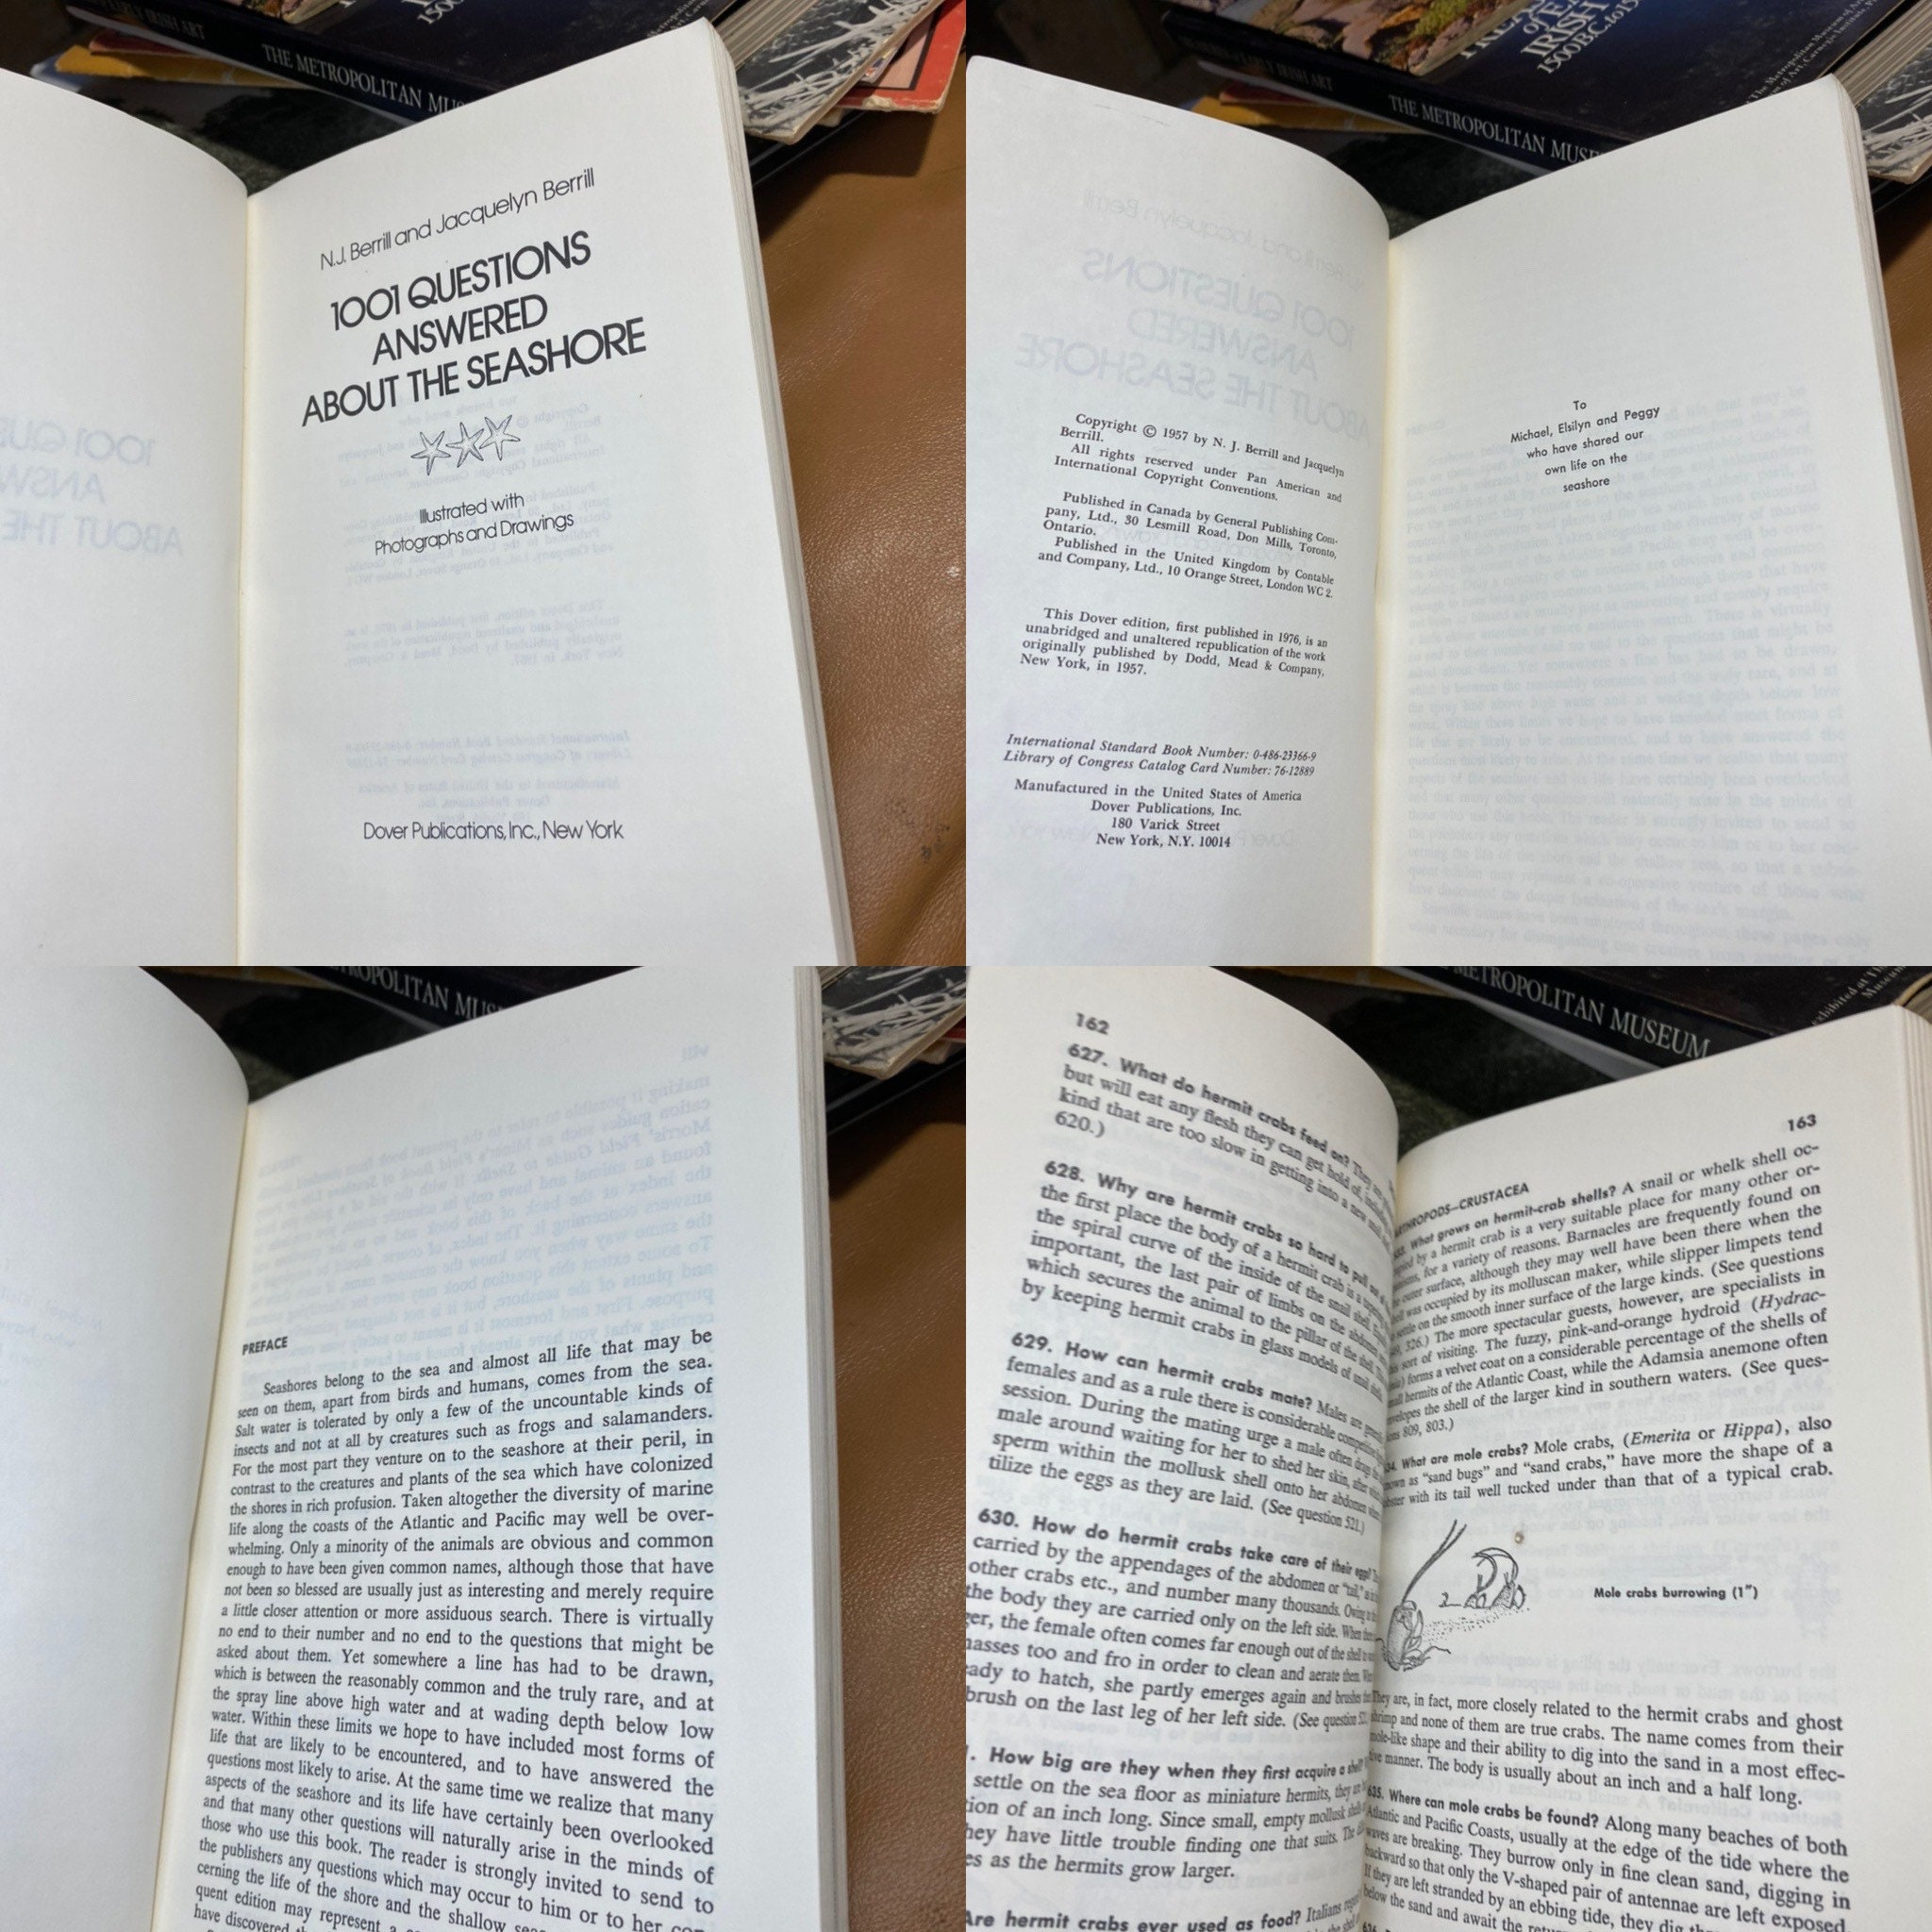 THE METROPOLITAN MUS
N.J. Berrill and Jacquelyn Berrill
1001 QUESTIONS
ANSWERED
ABOUT THE SEASHORE
Illustrated with
Photographs and Drawings
Dover Publications, Inc., New York
IRISH
1500BC. to 15
THE METROPOLITAN MUSE
Copyright © 1957 by N. J. Berrill and Jacquelyn
Berrill.
All rights reserved under Pan American and
International Copyright Conventions.
Published in Canada by General Publishing Com-
pany, Ltd., 30 Lesmill Road, Don Mills, Toronto,
Ontario.
Published in the United Kingdom by Contable
and Company, Ltd., 10 Orange Street, London WC 2.
This Dover edition, first published in 1976, is an
unabridged and unaltered republication of the work
originally published by Dodd, Mead & Company,
New York, in 1957.
International Standard Book Number: 0-486-23366-9
Library of Congress Catalog Card Number: 76-12889
Manufactured in the United States of America
Dover Publications, Inc.
180 Varick Street
New York, N.Y. 10014
To
Michael, Elsilyn and Peggy
who have shared our
own life on the
seashore
PREFACE
Seashores belong to the sea and almost all life that may be
seen on them, apart from birds and humans, comes from the sea.
Salt water is tolerated by only a few of the uncountable kinds of
insects and not at all by creatures such as frogs and salamanders.
For the most part they venture on to the seashore at their peril, in
contrast to the creatures and plants of the sea which have colonized
the shores in rich profusion. Taken altogether the diversity of marine
life along the coasts of the Atlantic and Pacific may well be over-
whelming. Only a minority of the animals are obvious and common
enough to have been given common names, although those that have
not been so blessed are usually just as interesting and merely require
a little closer attention or more assiduous search. There is virtually
no end to their number and no end to the questions that might be
asked about them. Yet somewhere a line has had to be drawn,
which is between the reasonably common and the truly rare, and at
the spray line above high water and at wading depth below low
water. Within these limits we hope to have included most forms of
life that are likely to be encountered, and to have answered the
questions most likely to arise. At the same time we realize that many
aspects of the seashore and its life have certainly been overlooked
and that many other questions will naturally arise in the minds of
those who use this book. The reader is strongly invited to send to
the publishers any questions which may occur to him or to her con-
cerning the life of the shore and the shallow
quent edition may represent a
have discovered
METROPOLITAN MUSEUM
162
627. What do hermit crabs feed on? They
but will eat any flesh they can get hold of,
kind that are too slow in getting into a new
620.)
628. Why are hermit crabs so hard to pull
the first place the body of a hermit crab is a
the spiral curve of the inside of the snail shell.
important, the last pair of limbs on the abdomen
which secures the animal to the pillar of the shell.
by keeping hermit crabs in glass models of snail
629. How can hermit crabs mate? Males are
females and as a rule there is considerable
session. During the mating urge a male often
male around waiting for her to shed her skin, after
sperm within the mollusk shell onto her abdomen
tilize the eggs as they are laid. (See question 521.)
630. How do hermit crabs take care of their eggs?
carried by the appendages of the abdomen or "tail,"
other crabs etc., and number many thousands. Owing
the body they are carried only on the left side. When
ger, the female often comes far enough out of the shell
masses too and fro in order to clean and aerate them.
ady to hatch, she partly emerges again and brushes
brush on the last leg of her left side. (See question
. How big are they when they first acquire a shell?
settle on the sea floor as miniature hermits, they
tion of an inch long. Since small, empty mollusk
hey have little trouble finding one that suits. The
es as the hermits grow larger.
Are hermit crabs ever used as food? Italians
163
THROPODS—CRUSTACEA
What grows on hermit-crab shells? A snail or whelk shell oc-
by a hermit crab is a very suitable place for many other or-
for a variety of reasons. Barnacles are frequently found on
outer surface, although they may well have been there when the
was occupied by its molluscan maker, while slipper limpets tend
on the smooth inner surface of the large kinds. (See questions
326.) The more spectacular guests, however, are specialists in
sort of visiting. The fuzzy, pink-and-orange hydroid (Hydrac-
forms a velvet coat on a considerable percentage of the shells of
hermits of the Atlantic Coast, while the Adamsia anemone often
envelopes the shell of the larger kind in southern waters. (See ques-
809, 803.)
What are mole crabs? Mole crabs, (Emerita or Hippa), also
as "sand bugs" and "sand crabs," have more the shape of a
lobster with its tail well tucked under than that of a typical crab.
Mole crabs burrowing (1")
They are, in fact, more closely related to the hermit crabs and ghost
shrimp and none of them are true crabs. The name comes from their
mole-like shape and their ability to dig into the sand in a most effec-
tive manner. The body is usually about an inch and a half long.
635. Where can mole crabs be found? Along many beaches of both
Atlantic and Pacific Coasts, usually at the edge of the tide where the
waves are breaking. They burrow only in fine clean sand, digging in
backward so that only the V-shaped pair of antennae are left exposed
If they are left stranded by an ebbing tide, they dig
below the sand and await the